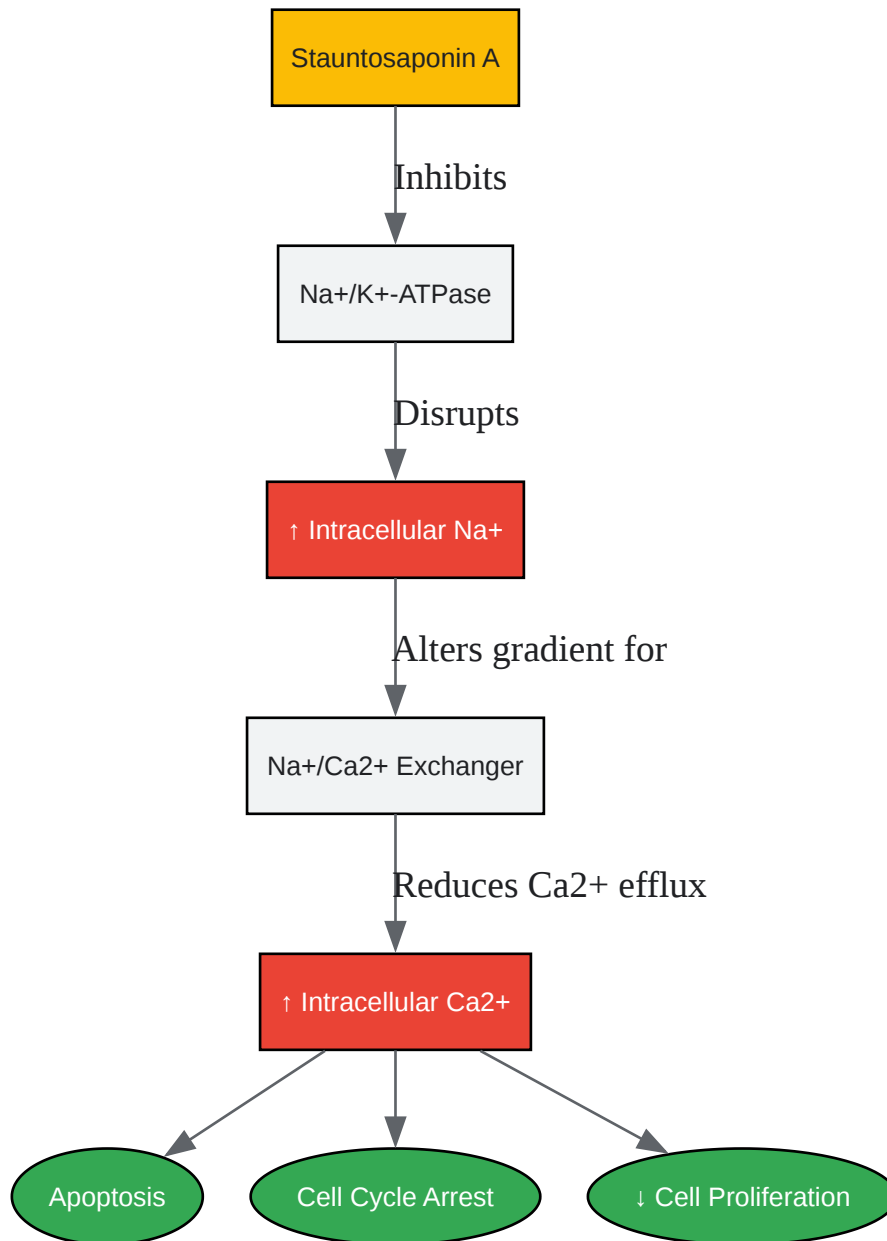 Stauntosaponin A
Inhibits
Na+/K+-ATPase
Disrupts
↑ Intracellular Na+
Alters gradient for
Na+/Ca2+ Exchanger
Reduces Ca2+ efflux
↑ Intracellular Ca2+
Apoptosis
Cell Cycle Arrest
↓ Cell Proliferation